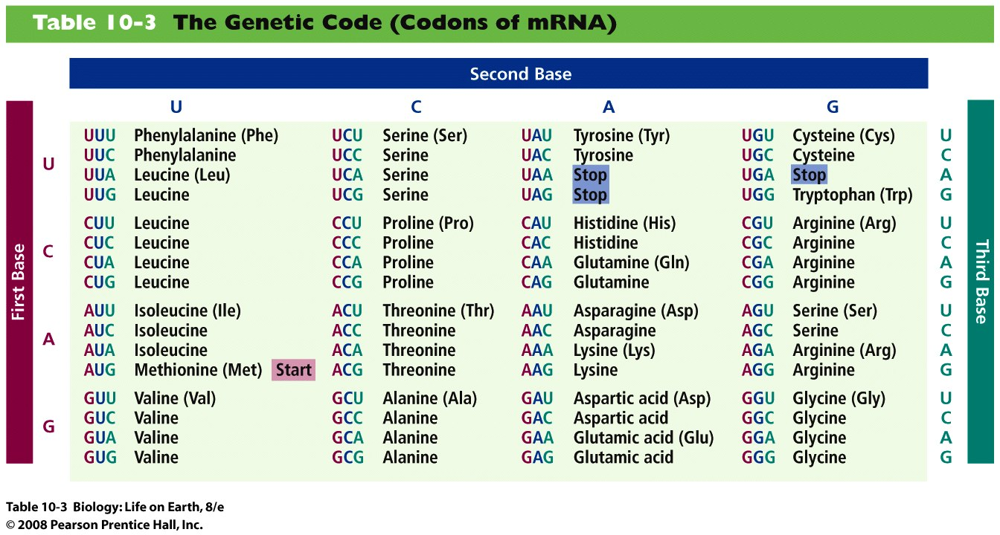 Table 10-3 The Genetic Code (Codons of mRNA)
Second Base
U C A G
First Base
Third Base
U
UUU Phenylalanine (Phe) UCU Serine (Ser) UAU Tyrosine (Tyr) UGU Cysteine (Cys) U
UUC Phenylalanine UCC Serine UAC Tyrosine UGC Cysteine C
UUA Leucine (Leu) UCA Serine UAA Stop UGA Stop A
UUG Leucine UCG Serine UAG Stop UGG Tryptophan (Trp) G
C
CUU Leucine CCU Proline (Pro) CAU Histidine (His) CGU Arginine (Arg) U
CUC Leucine CCC Proline CAC Histidine CGC Arginine C
CUA Leucine CCA Proline CAA Glutamine (Gln) CGA Arginine A
CUG Leucine CCG Proline CAG Glutamine CGG Arginine G
A
AUU Isoleucine (Ile) ACU Threonine (Thr) AAU Asparagine (Asp) AGU Serine (Ser) U
AUC Isoleucine ACC Threonine AAC Asparagine AGC Serine C
AUA Isoleucine ACA Threonine AAA Lysine (Lys) AGA Arginine (Arg) A
AUG Methionine (Met) Start ACG Threonine AAG Lysine AGG Arginine G
G
GUU Valine (Val) GCU Alanine (Ala) GAU Aspartic acid (Asp) GGU Glycine (Gly) U
GUC Valine GCC Alanine GAC Aspartic acid GGC Glycine C
GUA Valine GCA Alanine GAA Glutamic acid (Glu) GGA Glycine A
GUG Valine GCG Alanine GAG Glutamic acid GGG Glycine G
Table 10-3 Biology: Life on Earth, 8/e
© 2008 Pearson Prentice Hall, Inc.